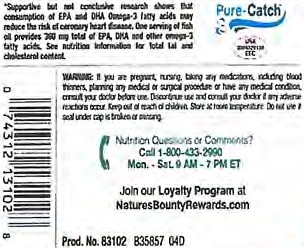 *Supportive but not conclusive research shows that
consumption of EPA and DHA Omega-3 fatty acids may
reduce the risk of coronary heart disease. One serving of fish
oil provides 360 mg total of EPA, DHA and other omega-3
fatty acids. See nutrition information for total fat and
cholesterol content.
Pure-Catch
WARNING: If you are pregnant, nursing, taking any medications, including blood
thinners, planning any medical or surgical procedure or have any medical condition,
consult your doctor before use. Discontinue use and consult your doctor if any adverse
reactions occur. Keep out of reach of children. Store at room temperature. Do not use if
seal under cap is broken or missing.
Nutrition Questions or Comments?
Call 1-800-433-2990
Mon. - Sat. 9 AM - 7 PM ET
Join our Loyalty Program at
NaturesBountyRewards.com
Prod. No. 83102 B35857 04D
0 74312 13102 8